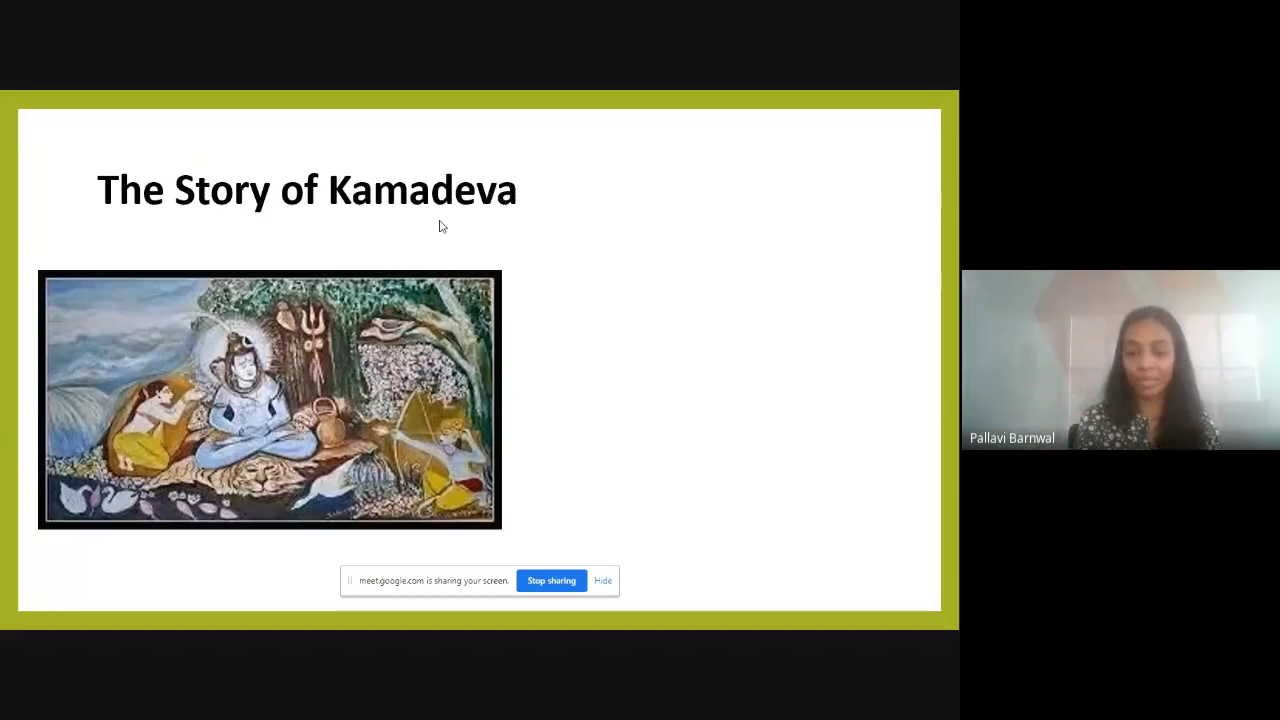 The Story of Kamadeva
Pallavi Barnwal
meet.google.com is sharing your screen.
Stop sharing
Hide